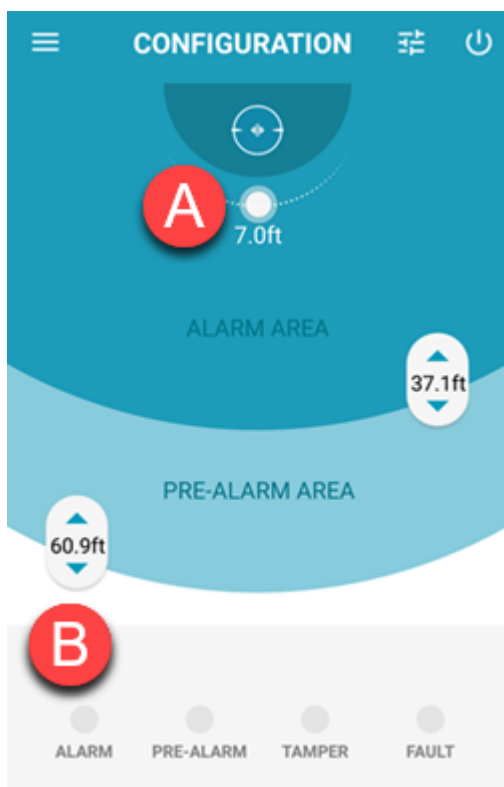 CONFIGURATION
A
7.0ft
ALARM AREA
37.1ft
PRE-ALARM AREA
60.9ft
B
ALARM PRE-ALARM TAMPER FAULT